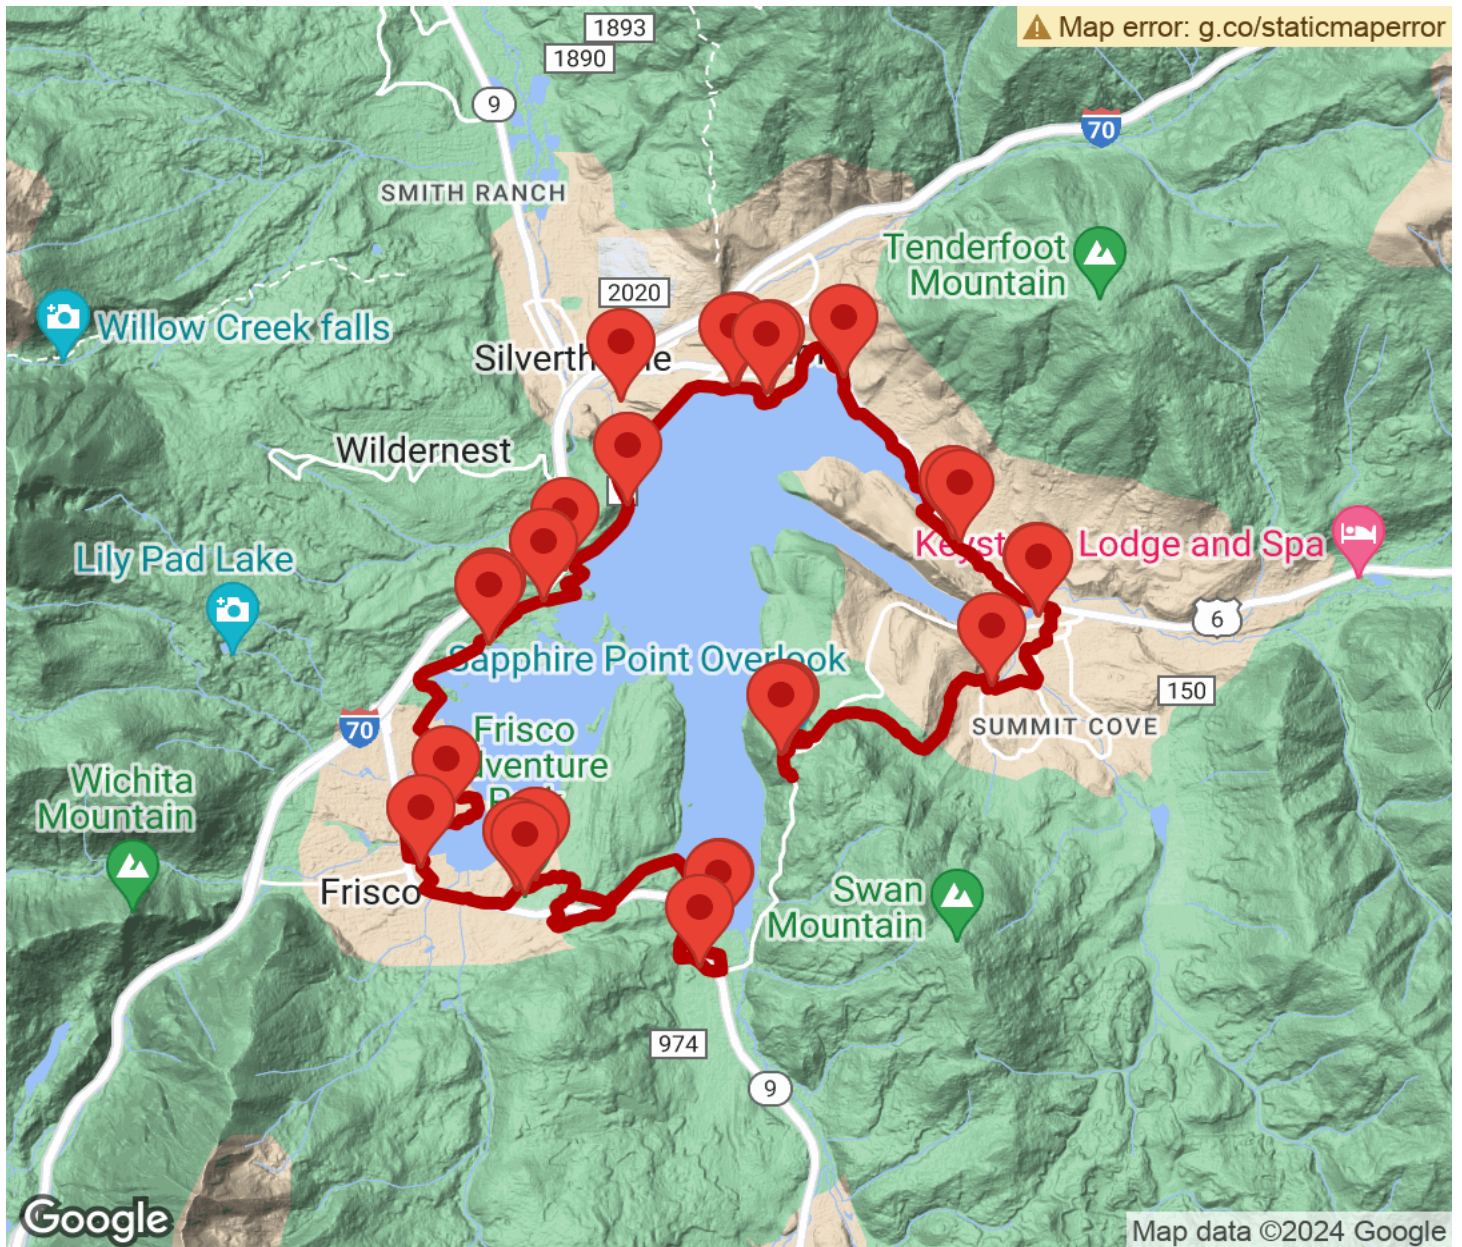 1893
Map error: g.co/staticmaperror
1890
9
70
SMITH RANCH
Tenderfoot
Mountain
2020
Willow Creek falls
Wildernest
Lodge and Spa
Lily Pad Lake
6
Sapphire Point Overlook
150
70
Frisco
SUMMIT COVE
Wichita
Mountain
Frisco
Swan
Mountain
974
9
Google
Map data ©2024 Google